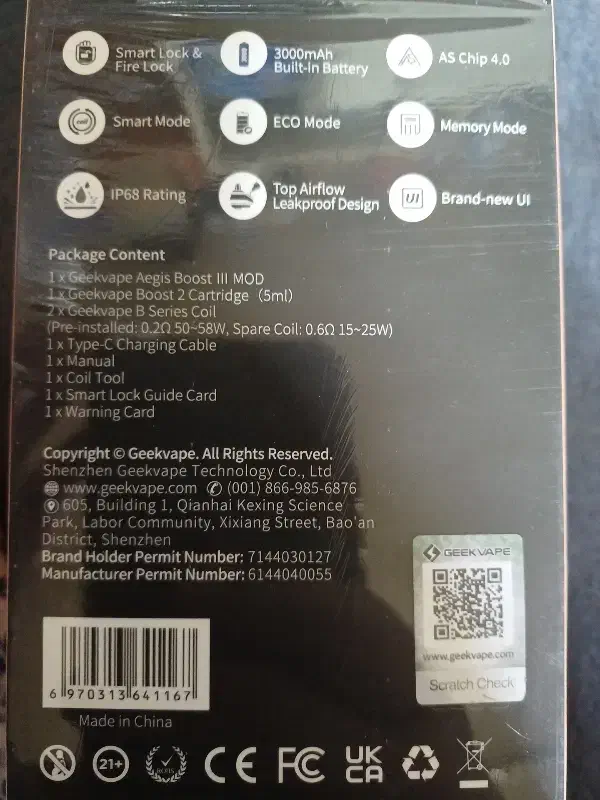 Smart Lock &
Fire Lock
3000mAh
Built-in Battery
AS Chip 4.0
Smart Mode
ECO Mode
Memory Mode
IP68 Rating
Top Airflow
Leakproof Design
UI
Brand-new UI
Package Content
1 x Geekvape Aegis Boost III MOD
1 x Geekvape Boost 2 Cartridge（5ml）
2 x Geekvape B Series Coil
(Pre-installed: 0.2Ω 50~58W, Spare Coil: 0.6Ω 15~25W)
1 x Type-C Charging Cable
1 x Manual
1 x Coil Tool
1 x Smart Lock Guide Card
1 x Warning Card
Copyright © Geekvape. All Rights Reserved.
Shenzhen Geekvape Technology Co., Ltd
www.geekvape.com (001) 866-985-6876
605, Building 1, Qianhai Kexing Science
Park, Labor Community, Xixiang Street, Bao'an
District, Shenzhen
Brand Holder Permit Number: 7144030127
Manufacturer Permit Number: 6144040055
GEEKVAPE
www.geekvape.com
Scratch Check
6 970313 641167
Made in China
21+
RoHS
CE
FC
UK
CA